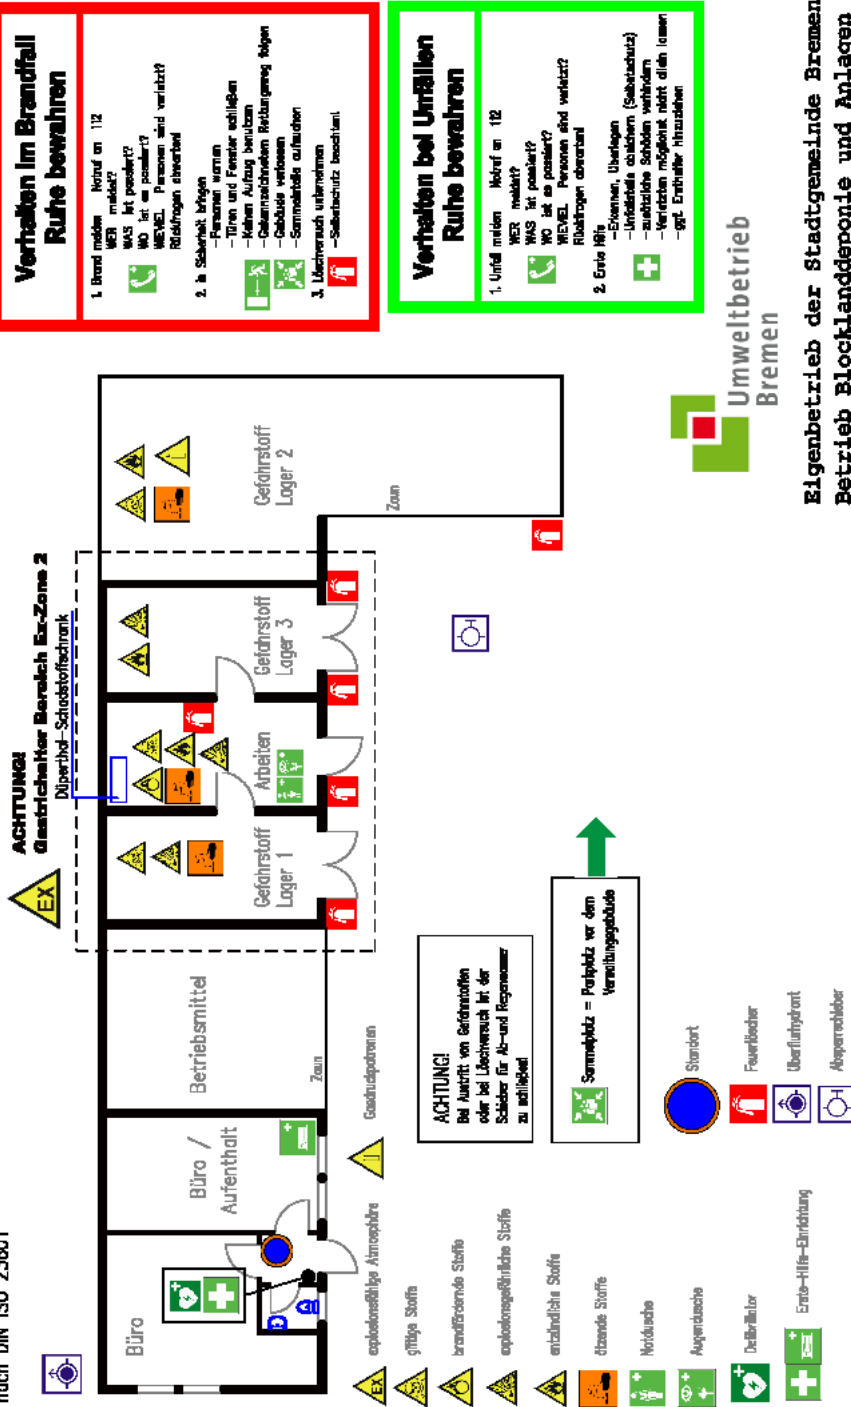 nach DIN ISO 23601
ACHTUNG!
Gestrichelter Bereich Ex-Zone 2
Düperthal-Schadstoffschrank
EX
Büro
Büro /
Aufenthalt
Betriebsmittel
Zaun
Gefahrstoff
Lager 1
Arbeiten
Gefahrstoff
Lager 3
Gefahrstoff
Lager 2
Zaun
Verhalten im Brandfall
Ruhe bewahren
1. Brand melden Notruf an 112
WER meldet?
WAS ist passiert?
WO ist es passiert?
WIEVIEL Personen sind verletzt?
Rückfragen abwarten!
2. in Sicherheit bringen
-Personen warnen
-Türen und Fenster schließen
-Keinen Aufzug benutzen
-Gekennzeichneten Rettungsweg folgen
-Gebäude verlassen
-Sammelstelle aufsuchen
3. Löschversuch unternehmen
-Selbstschutz beachten!
Verhalten bei Unfällen
Ruhe bewahren
1. Unfall melden Notruf an 112
WER meldet?
WAS ist passiert?
WO ist es passiert?
WIEVIEL Personen sind verletzt?
Rückfragen abwarten!
2. Erste Hilfe
-Erkennen, Überlegen
-Unfallstelle absichern (Selbstschutz)
-zusätzliche Schäden verhindern
-Verletzten möglichst nicht allein lassen
-ggf. Ersthelfer hinzuziehen
EX
explosionsfähige Atmosphäre
giftige Stoffe
brandfördernde Stoffe
explosionsgefährliche Stoffe
entzündliche Stoffe
ätzende Stoffe
Notdusche
Augendusche
Defibrillator
Erste-Hilfe-Einrichtung
Gasdruckpatronen
ACHTUNG!
Bei Austritt von Gefahrstoffen
oder bei Löschversuch ist der
Schieber für Ab-und Regenwasser
zu schließen!
Sammelplatz = Parkplatz vor dem
Verwaltungsgebäude
Standort
Feuerlöscher
Überflurhydrant
Absperrschieber
Umweltbetrieb
Bremen
Eigenbetrieb der Stadtgemeinde Bremen
Betrieb Blocklanddeponie und Anlagen